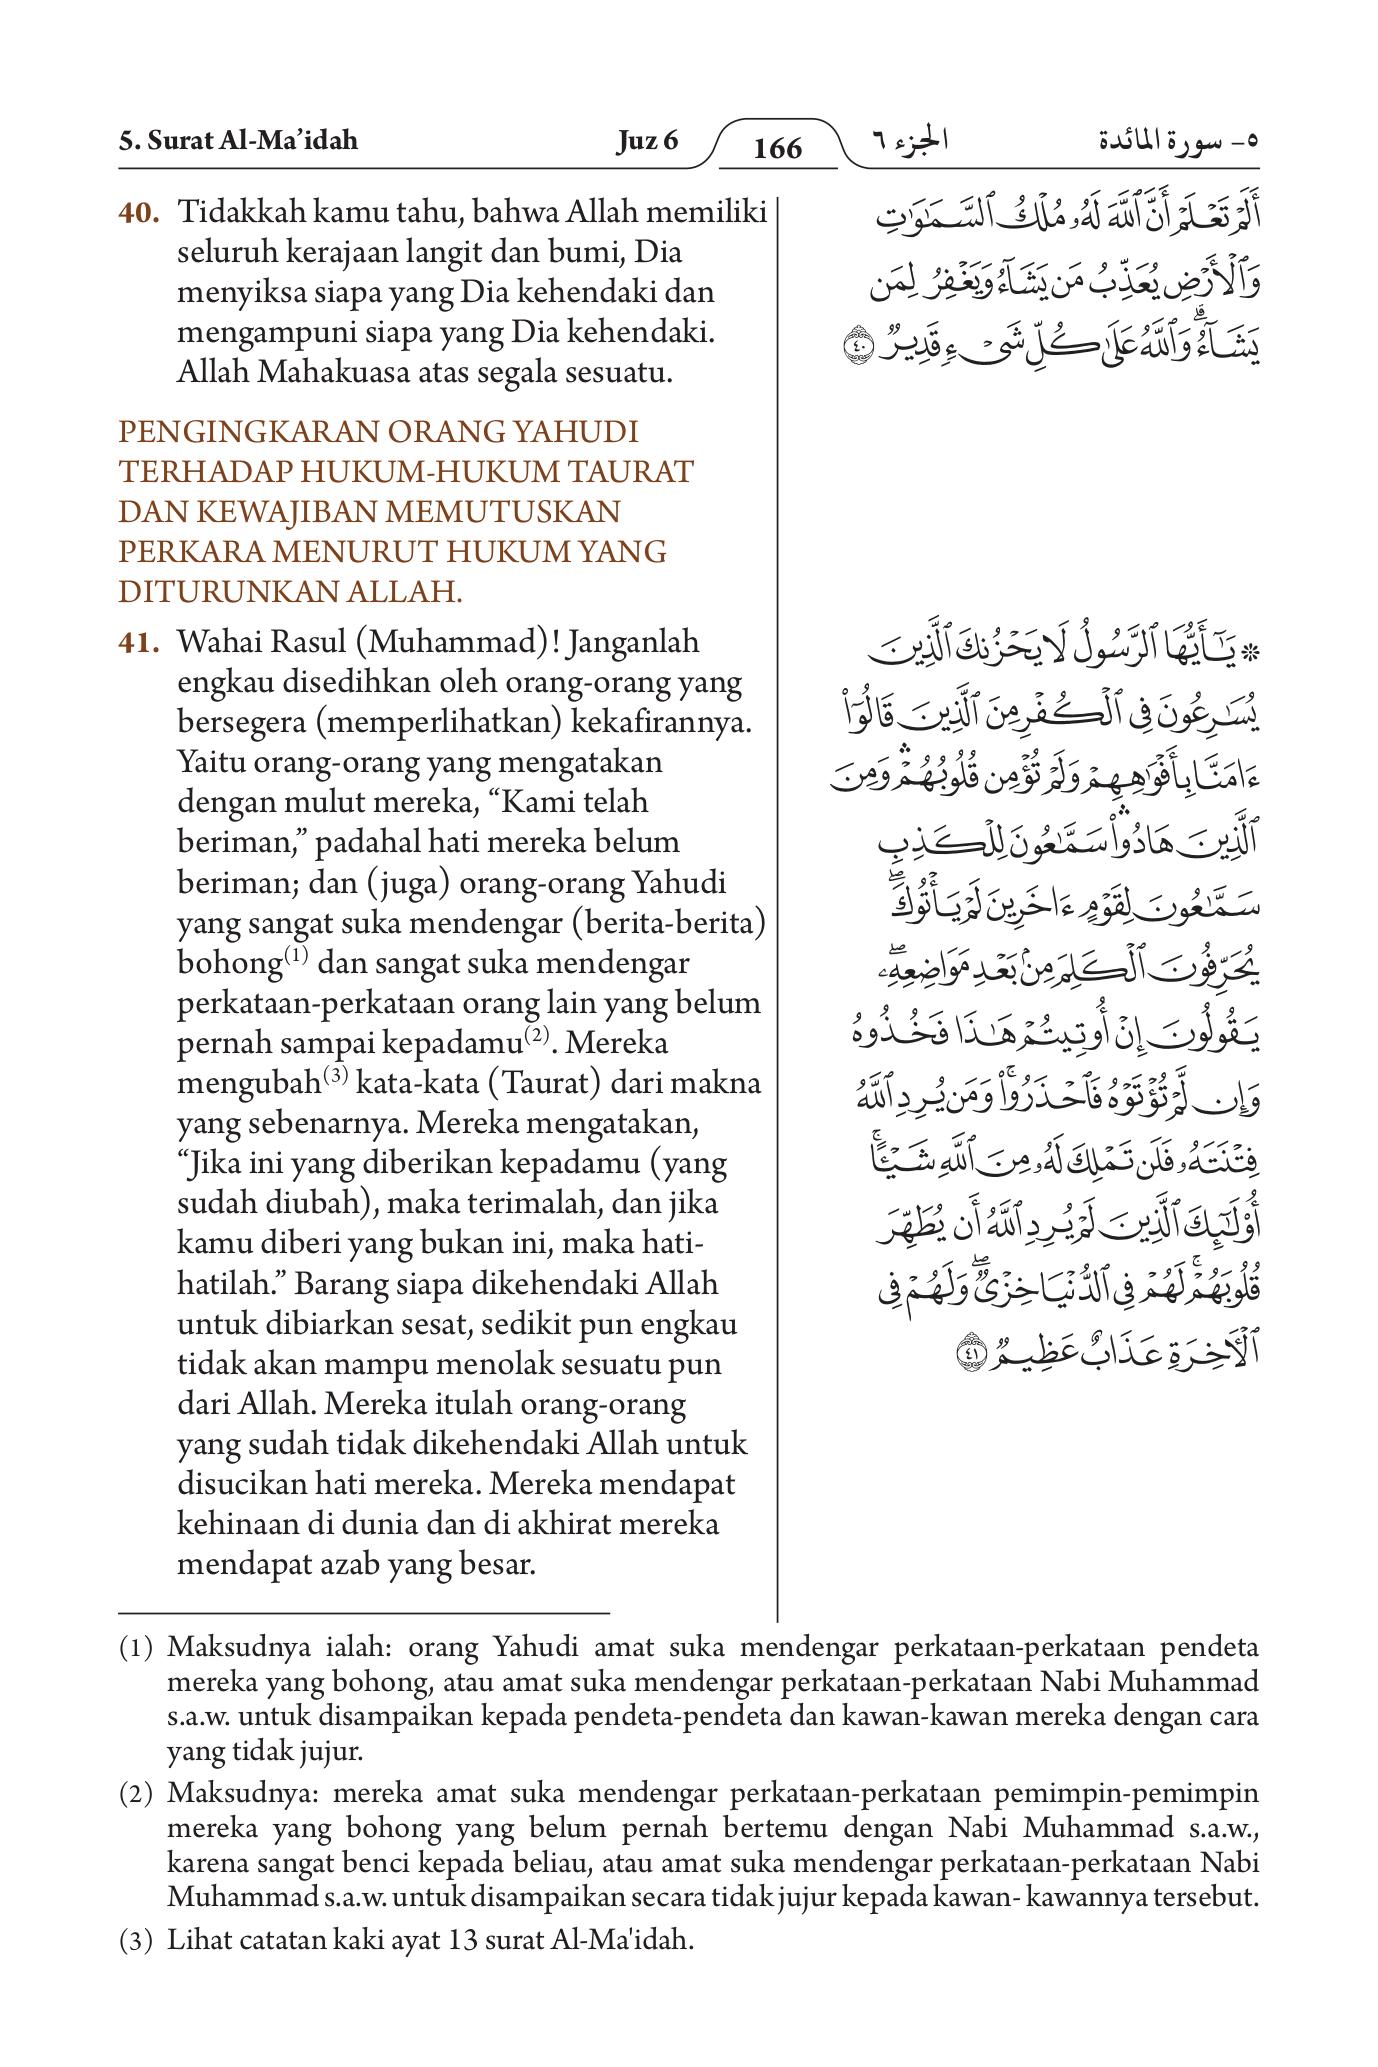 5. Surat Al-Ma’idah Juz 6 166 الجزء ٦ ٥- سورة المائدة
40. Tidakkah kamu tahu, bahwa Allah memiliki
seluruh kerajaan langit dan bumi, Dia
menyiksa siapa yang Dia kehendaki dan
mengampuni siapa yang Dia kehendaki.
Allah Mahakuasa atas segala sesuatu.
PENGINGKARAN ORANG YAHUDI
TERHADAP HUKUM-HUKUM TAURAT
DAN KEWAJIBAN MEMUTUSKAN
PERKARA MENURUT HUKUM YANG
DITURUNKAN ALLAH.
41. Wahai Rasul (Muhammad)! Janganlah
engkau disedihkan oleh orang-orang yang
bersegera (memperlihatkan) kekafirannya.
Yaitu orang-orang yang mengatakan
dengan mulut mereka, “Kami telah
beriman,” padahal hati mereka belum
beriman; dan (juga) orang-orang Yahudi
yang sangat suka mendengar (berita-berita)
bohong(1) dan sangat suka mendengar
perkataan-perkataan orang lain yang belum
pernah sampai kepadamu(2). Mereka
mengubah(3) kata-kata (Taurat) dari makna
yang sebenarnya. Mereka mengatakan,
“Jika ini yang diberikan kepadamu (yang
sudah diubah), maka terimalah, dan jika
kamu diberi yang bukan ini, maka hati-
hatilah.” Barang siapa dikehendaki Allah
untuk dibiarkan sesat, sedikit pun engkau
tidak akan mampu menolak sesuatu pun
dari Allah. Mereka itulah orang-orang
yang sudah tidak dikehendaki Allah untuk
disucikan hati mereka. Mereka mendapat
kehinaan di dunia dan di akhirat mereka
mendapat azab yang besar.
أَلَمْ تَعْلَمْ أَنَّ ٱللَّهَ لَهُۥ مُلْكُ ٱلسَّمَٰوَٰتِ
وَٱلْأَرْضِ يُعَذِّبُ مَن يَشَآءُ وَيَغْفِرُ لِمَن
يَشَآءُۗ وَٱللَّهُ عَلَىٰ كُلِّ شَىْءٍ قَدِيرٌ ٤٠
۞ يَٰٓأَيُّهَا ٱلرَّسُولُ لَا يَحْزُنكَ ٱلَّذِينَ
يُسَٰرِعُونَ فِى ٱلْكُفْرِ مِنَ ٱلَّذِينَ قَالُوٓا۟
ءَامَنَّا بِأَفْوَٰهِهِمْ وَلَمْ تُؤْمِن قُلُوبُهُمْۛ وَمِنَ
ٱلَّذِينَ هَادُوا۟ۛ سَمَّٰعُونَ لِلْكَذِبِ
سَمَّٰعُونَ لِقَوْمٍ ءَاخَرِينَ لَمْ يَأْتُوكَۖ
يُحَرِّفُونَ ٱلْكَلِمَ مِنۢ بَعْدِ مَوَاضِعِهِۦۖ
يَقُولُونَ إِنْ أُوتِيتُمْ هَٰذَا فَخُذُوهُ
وَإِن لَّمْ تُؤْتَوْهُ فَٱحْذَرُوا۟ۚ وَمَن يُرِدِ ٱللَّهُ
فِتْنَتَهُۥ فَلَن تَمْلِكَ لَهُۥ مِنَ ٱللَّهِ شَيْـًٔاۚ
أُو۟لَٰٓئِكَ ٱلَّذِينَ لَمْ يُرِدِ ٱللَّهُ أَن يُطَهِّرَ
قُلُوبَهُمْۚ لَهُمْ فِى ٱلدُّنْيَا خِزْىٌۖ وَلَهُمْ فِى
ٱلْءَاخِرَةِ عَذَابٌ عَظِيمٌ ٤١
(1) Maksudnya ialah: orang Yahudi amat suka mendengar perkataan-perkataan pendeta
mereka yang bohong, atau amat suka mendengar perkataan-perkataan Nabi Muhammad
s.a.w. untuk disampaikan kepada pendeta-pendeta dan kawan-kawan mereka dengan cara
yang tidak jujur.
(2) Maksudnya: mereka amat suka mendengar perkataan-perkataan pemimpin-pemimpin
mereka yang bohong yang belum pernah bertemu dengan Nabi Muhammad s.a.w.,
karena sangat benci kepada beliau, atau amat suka mendengar perkataan-perkataan Nabi
Muhammad s.a.w. untuk disampaikan secara tidak jujur kepada kawan- kawannya tersebut.
(3) Lihat catatan kaki ayat 13 surat Al-Ma'idah.